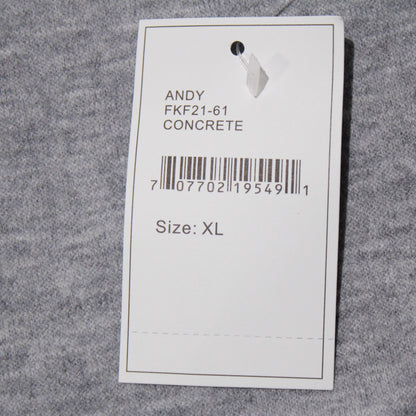 ANDY
FKF21-61
CONCRETE
7 07702 19549 1
Size: XL